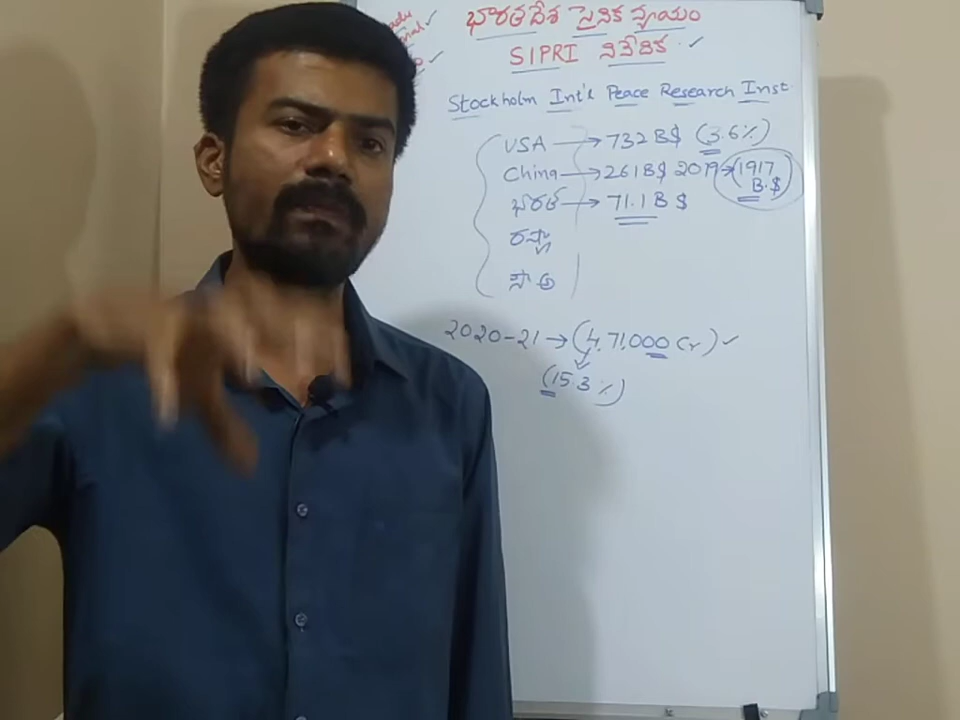 భారతదేశ సైనిక వ్యయం
SIPRI నివేదిక
Stockholm Int'l Peace Research Inst
USA → 732 B$ (3.6%)
China → 261 B$ 2019 → (1917 B.$)
భారత్ → 71.1 B $
రష్యా
సౌ అ
2020-21 → (4.71,000 Cr)
(15.3 %)